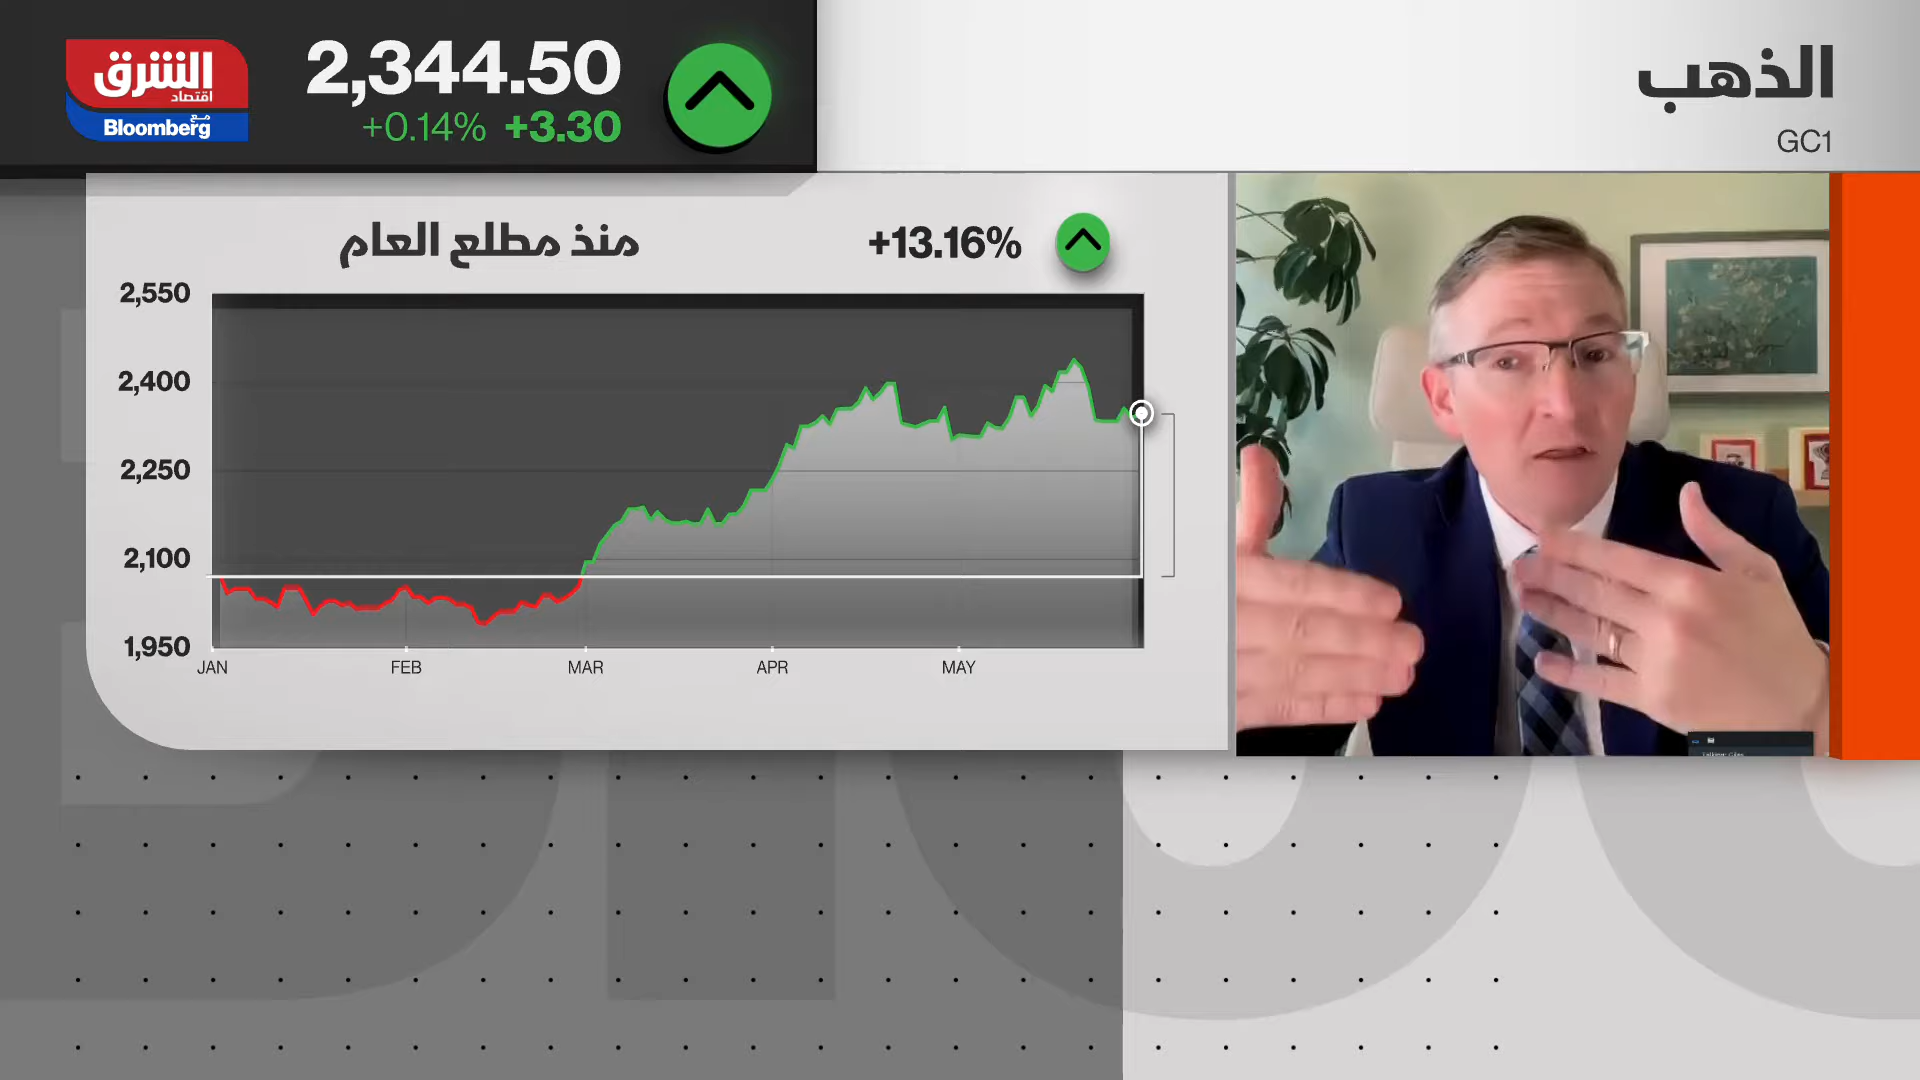 الشرق
اقتصاد
مع
Bloomberg
2,344.50
+0.14% +3.30
الذهب
GC1
منذ مطلع العام
+13.16%
2,550
2,400
2,250
2,100
1,950
JAN FEB MAR APR MAY